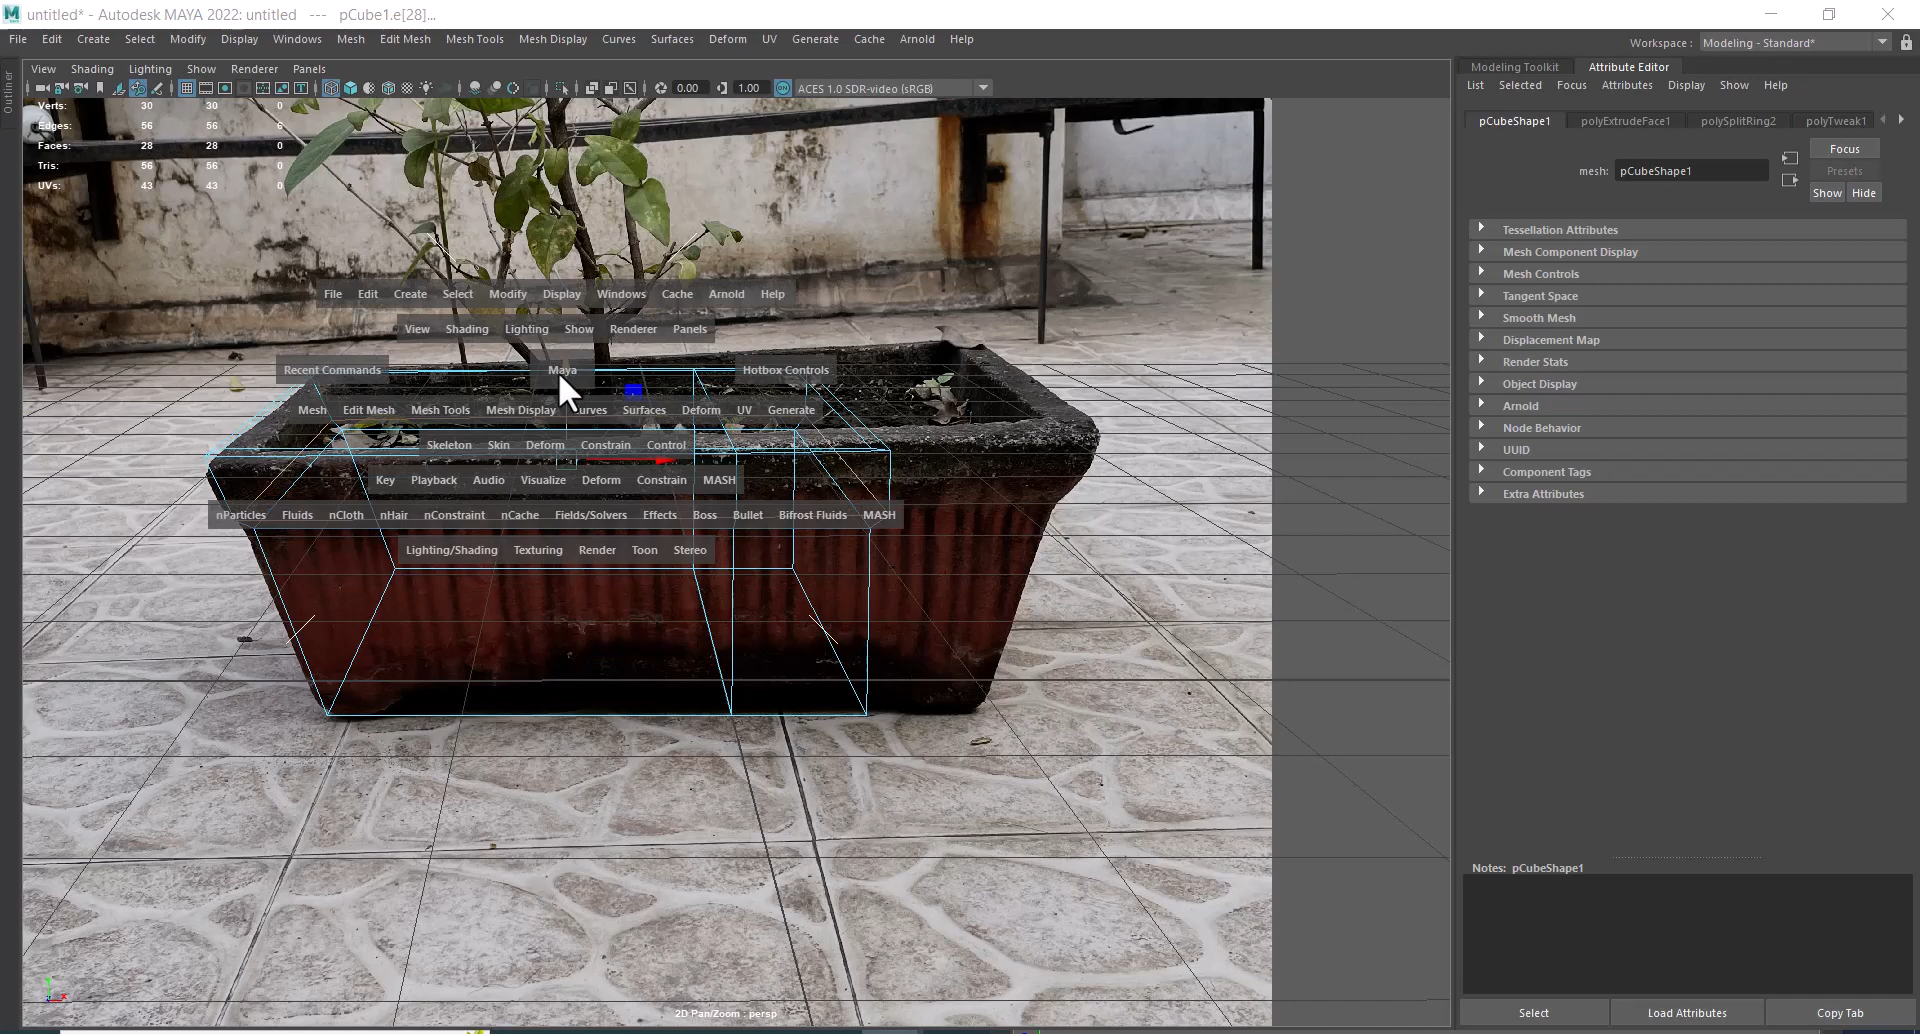 untitled* - Autodesk MAYA 2022: untitled --- pCube1.e[28]...
File Edit Create Select Modify Display Windows Mesh Edit Mesh Mesh Tools Mesh Display Curves Surfaces Deform UV Generate Cache Arnold Help
Workspace : Modeling - Standard*
View Shading Lighting Show Renderer Panels
0.00 1.00 ON ACES 1.0 SDR-video (sRGB)
Outliner
Verts: 30 30 0
Edges: 56 56 6
Faces: 28 28 0
Tris: 56 56 0
UVs: 43 43 0
File Edit Create Select Modify Display Windows Cache Arnold Help
View Shading Lighting Show Renderer Panels
Recent Commands Maya Hotbox Controls
Mesh Edit Mesh Mesh Tools Mesh Display urves Surfaces Deform UV Generate
Skeleton Skin Deform Constrain Control
Key Playback Audio Visualize Deform Constrain MASH
nParticles Fluids nCloth nHair nConstraint nCache Fields/Solvers Effects Boss Bullet Bifrost Fluids MASH
Lighting/Shading Texturing Render Toon Stereo
2D Pan/Zoom : persp
Modeling Toolkit Attribute Editor
List Selected Focus Attributes Display Show Help
pCubeShape1 polyExtrudeFace1 polySplitRing2 polyTweak1
mesh: pCubeShape1
Focus
Presets
Show Hide
Tessellation Attributes
Mesh Component Display
Mesh Controls
Tangent Space
Smooth Mesh
Displacement Map
Render Stats
Object Display
Arnold
Node Behavior
UUID
Component Tags
Extra Attributes
Notes: pCubeShape1
Select Load Attributes Copy Tab